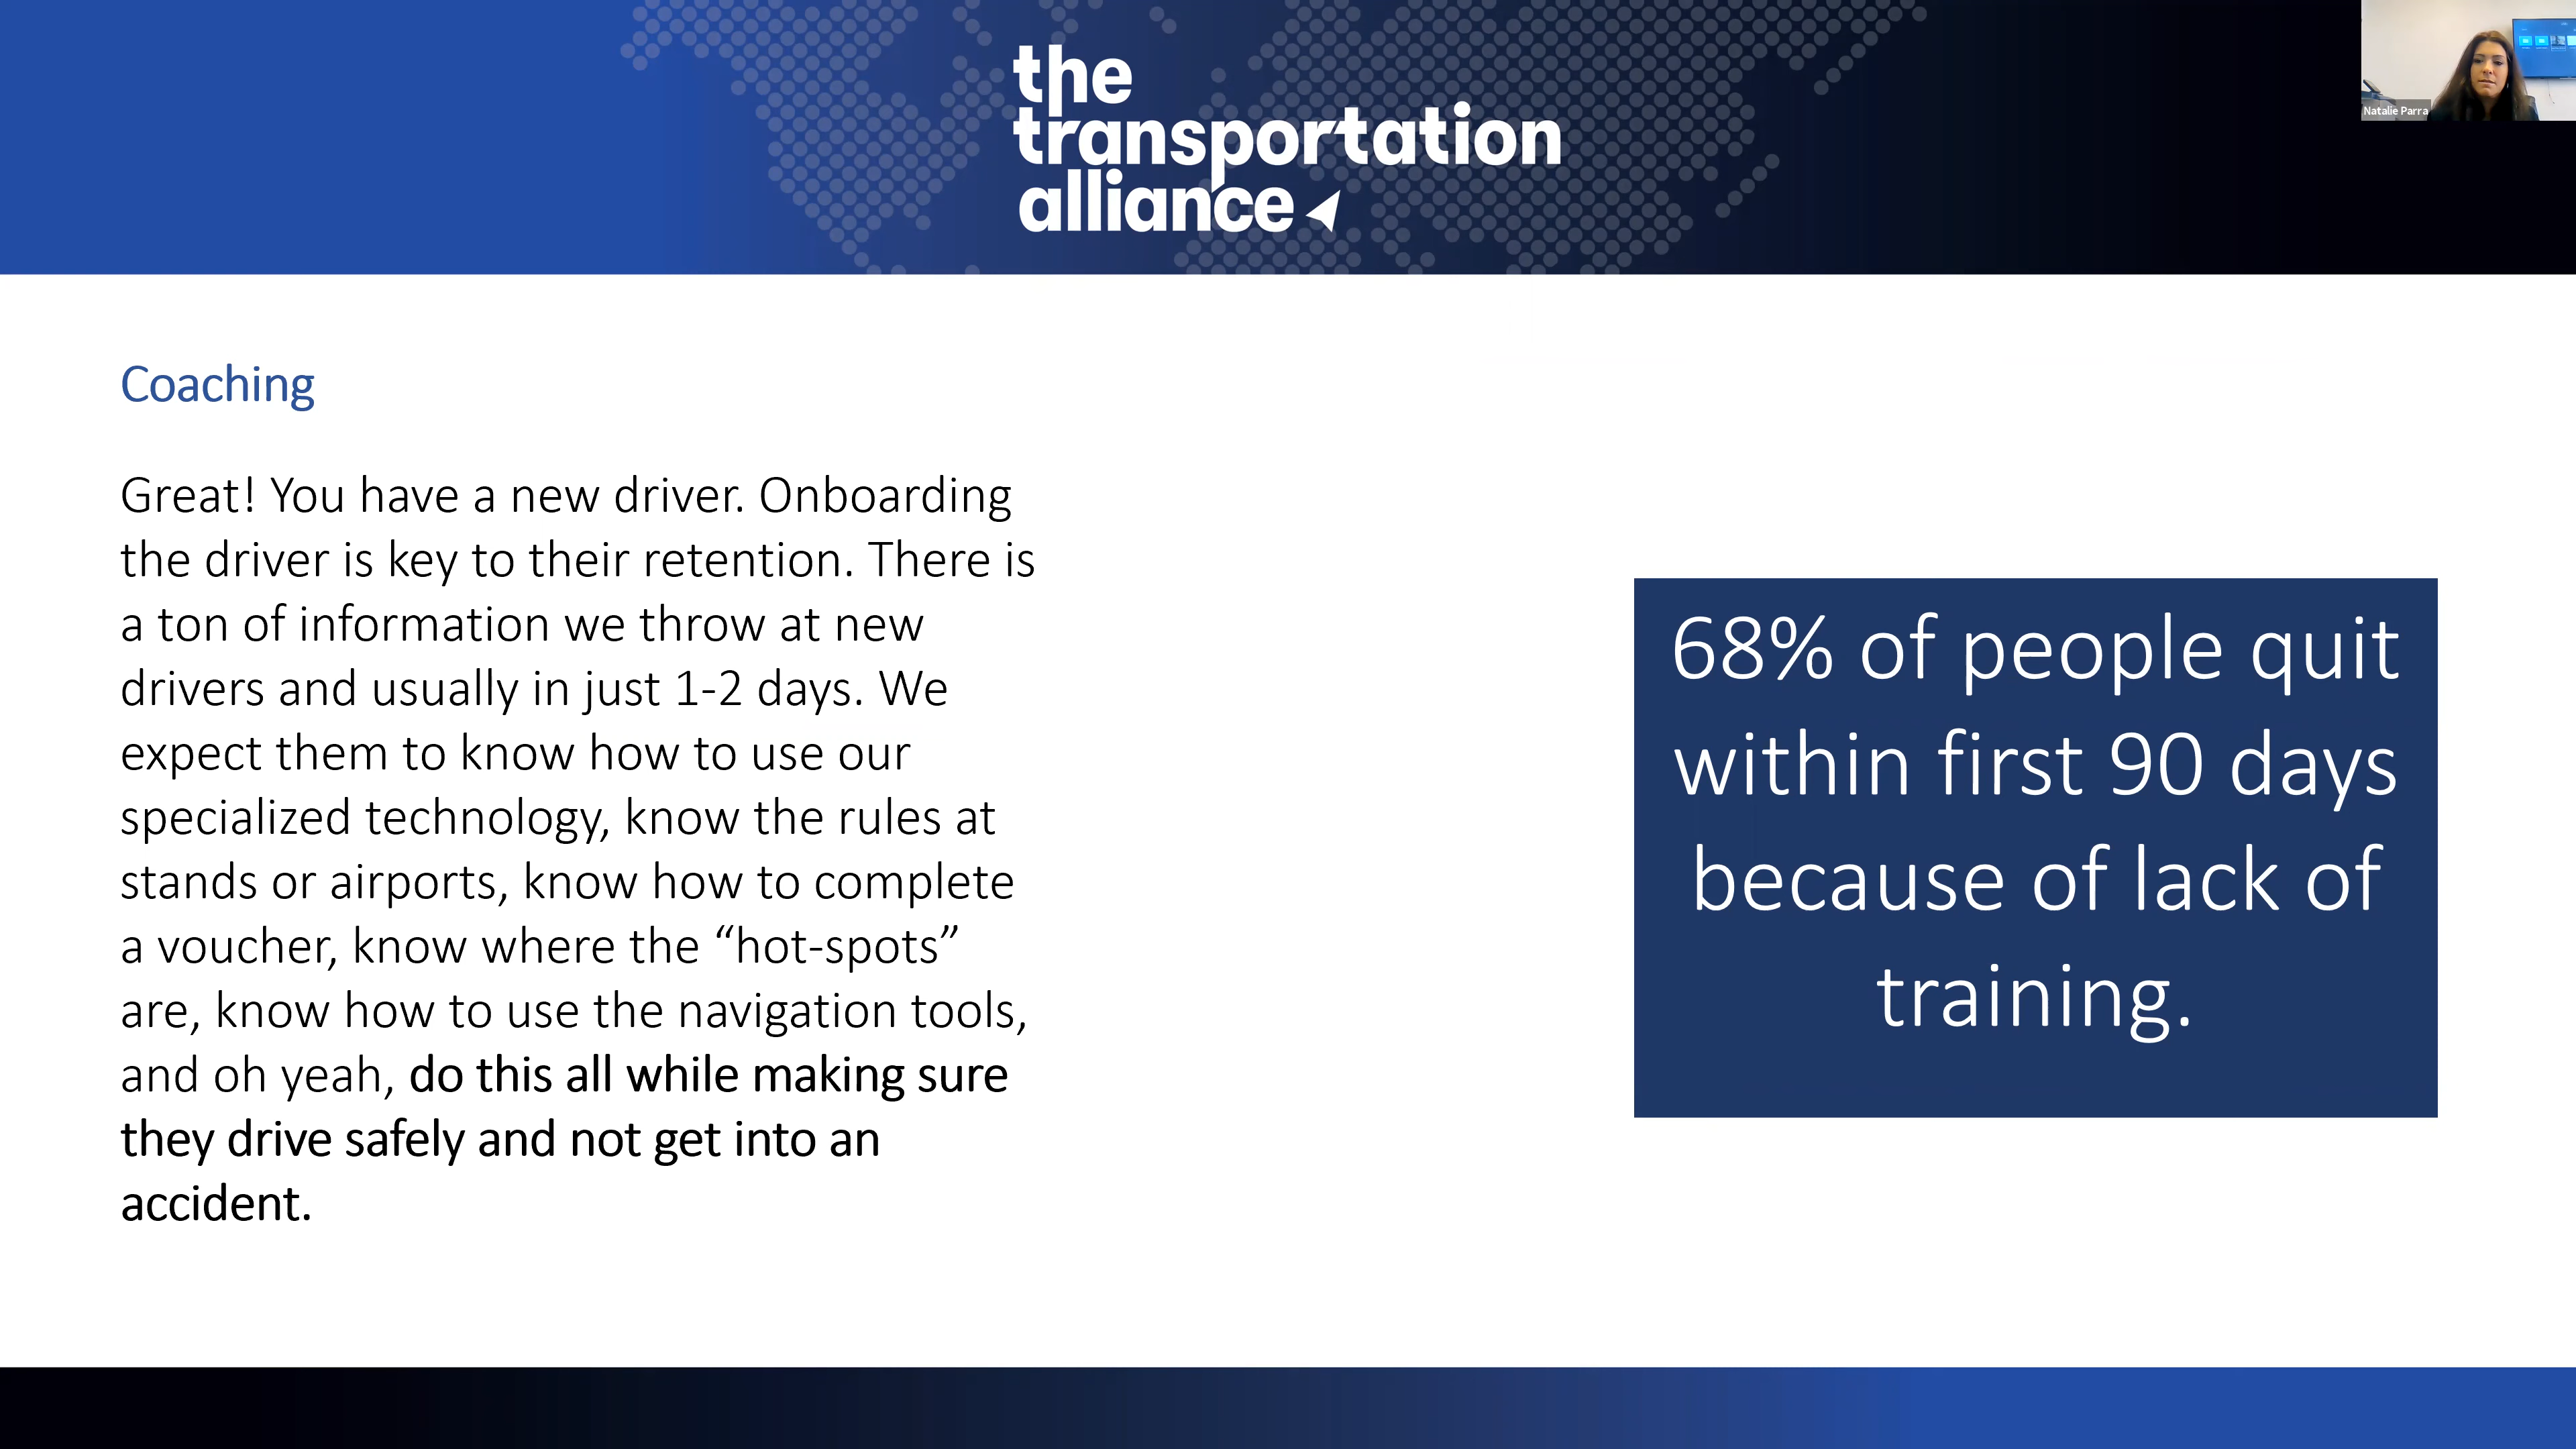 the
transportation
alliance
Natalie Parra
Coaching
Great! You have a new driver. Onboarding
the driver is key to their retention. There is
a ton of information we throw at new
drivers and usually in just 1-2 days. We
expect them to know how to use our
specialized technology, know the rules at
stands or airports, know how to complete
a voucher, know where the “hot-spots”
are, know how to use the navigation tools,
and oh yeah, do this all while making sure
they drive safely and not get into an
accident.
68% of people quit
within first 90 days
because of lack of
training.